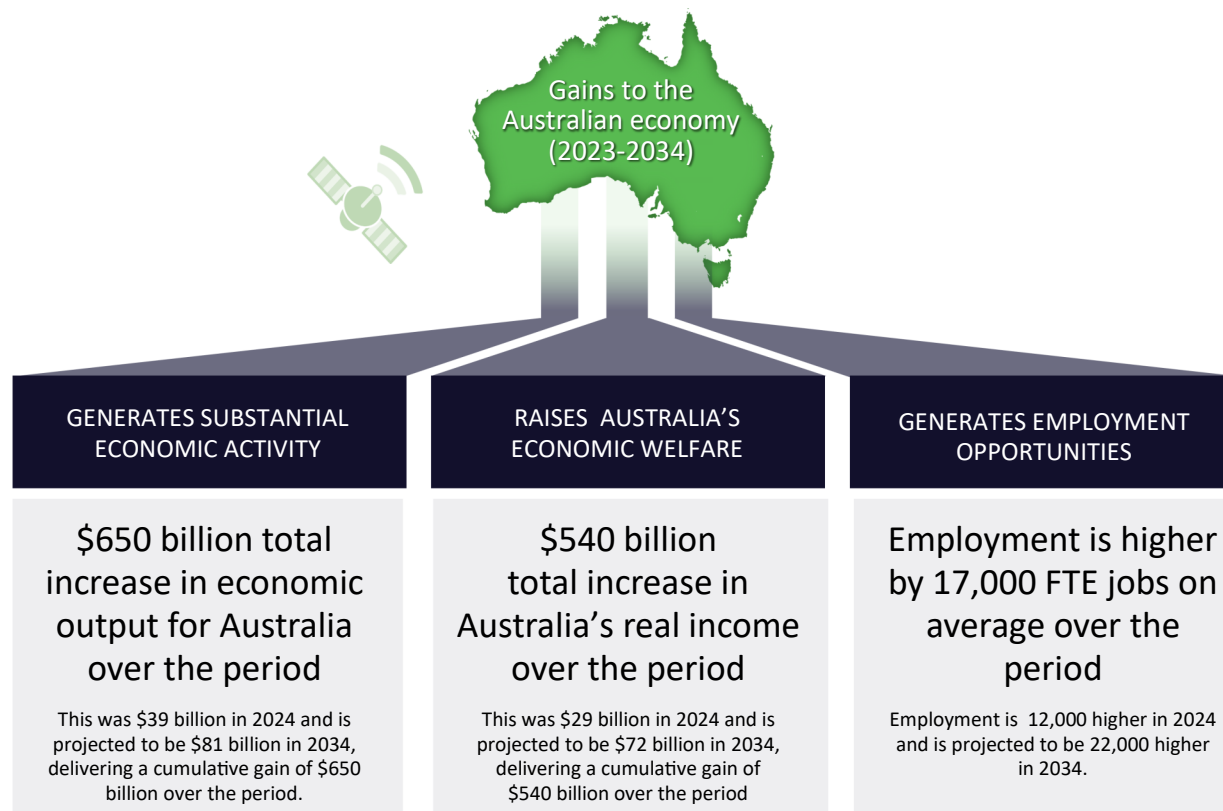 Gains to the
Australian economy
(2023-2034)
GENERATES SUBSTANTIAL
ECONOMIC ACTIVITY
$650 billion total
increase in economic
output for Australia
over the period
This was $39 billion in 2024 and is
projected to be $81 billion in 2034,
delivering a cumulative gain of $650
billion over the period.
RAISES AUSTRALIA’S
ECONOMIC WELFARE
$540 billion
total increase in
Australia’s real income
over the period
This was $29 billion in 2024 and is
projected to be $72 billion in 2034,
delivering a cumulative gain of
$540 billion over the period
GENERATES EMPLOYMENT
OPPORTUNITIES
Employment is higher
by 17,000 FTE jobs on
average over the
period
Employment is 12,000 higher in 2024
and is projected to be 22,000 higher
in 2034.